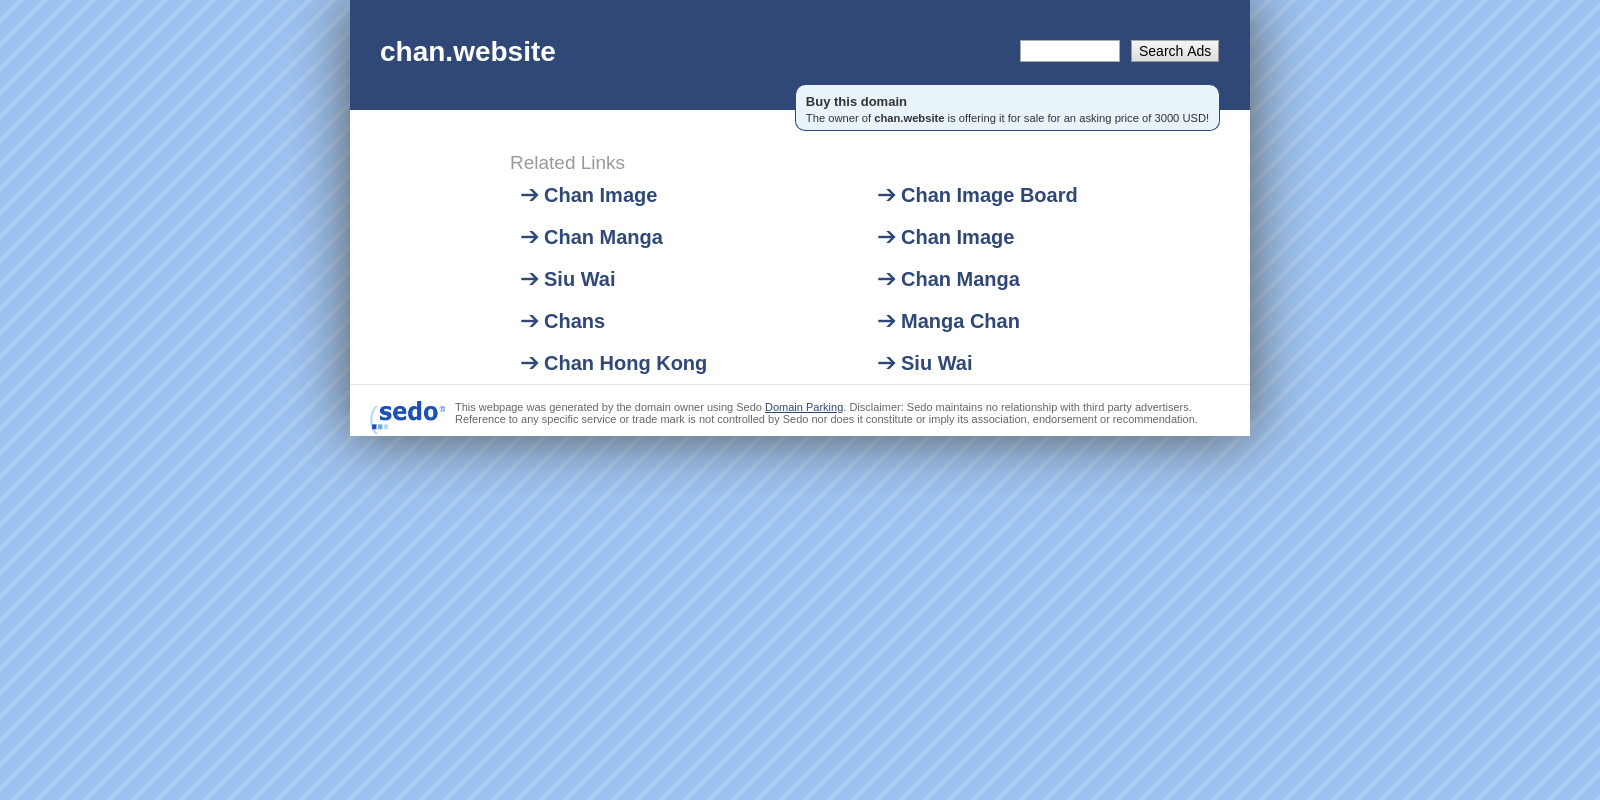 chan.website
Search Ads
Buy this domain
The owner of chan.website is offering it for sale for an asking price of 3000 USD!
Related Links
➔ Chan Image
➔ Chan Manga
➔ Siu Wai
➔ Chans
➔ Chan Hong Kong
➔ Chan Image Board
➔ Chan Image
➔ Chan Manga
➔ Manga Chan
➔ Siu Wai
sedo®
This webpage was generated by the domain owner using Sedo Domain Parking. Disclaimer: Sedo maintains no relationship with third party advertisers.
Reference to any specific service or trade mark is not controlled by Sedo nor does it constitute or imply its association, endorsement or recommendation.